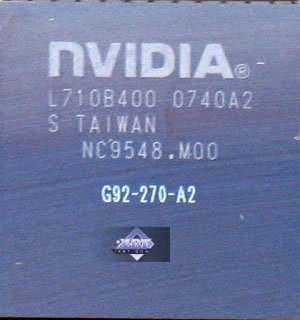 NVIDIA®
L710B400 0740A2
S TAIWAN
NC9548.M00
G92-270-A2